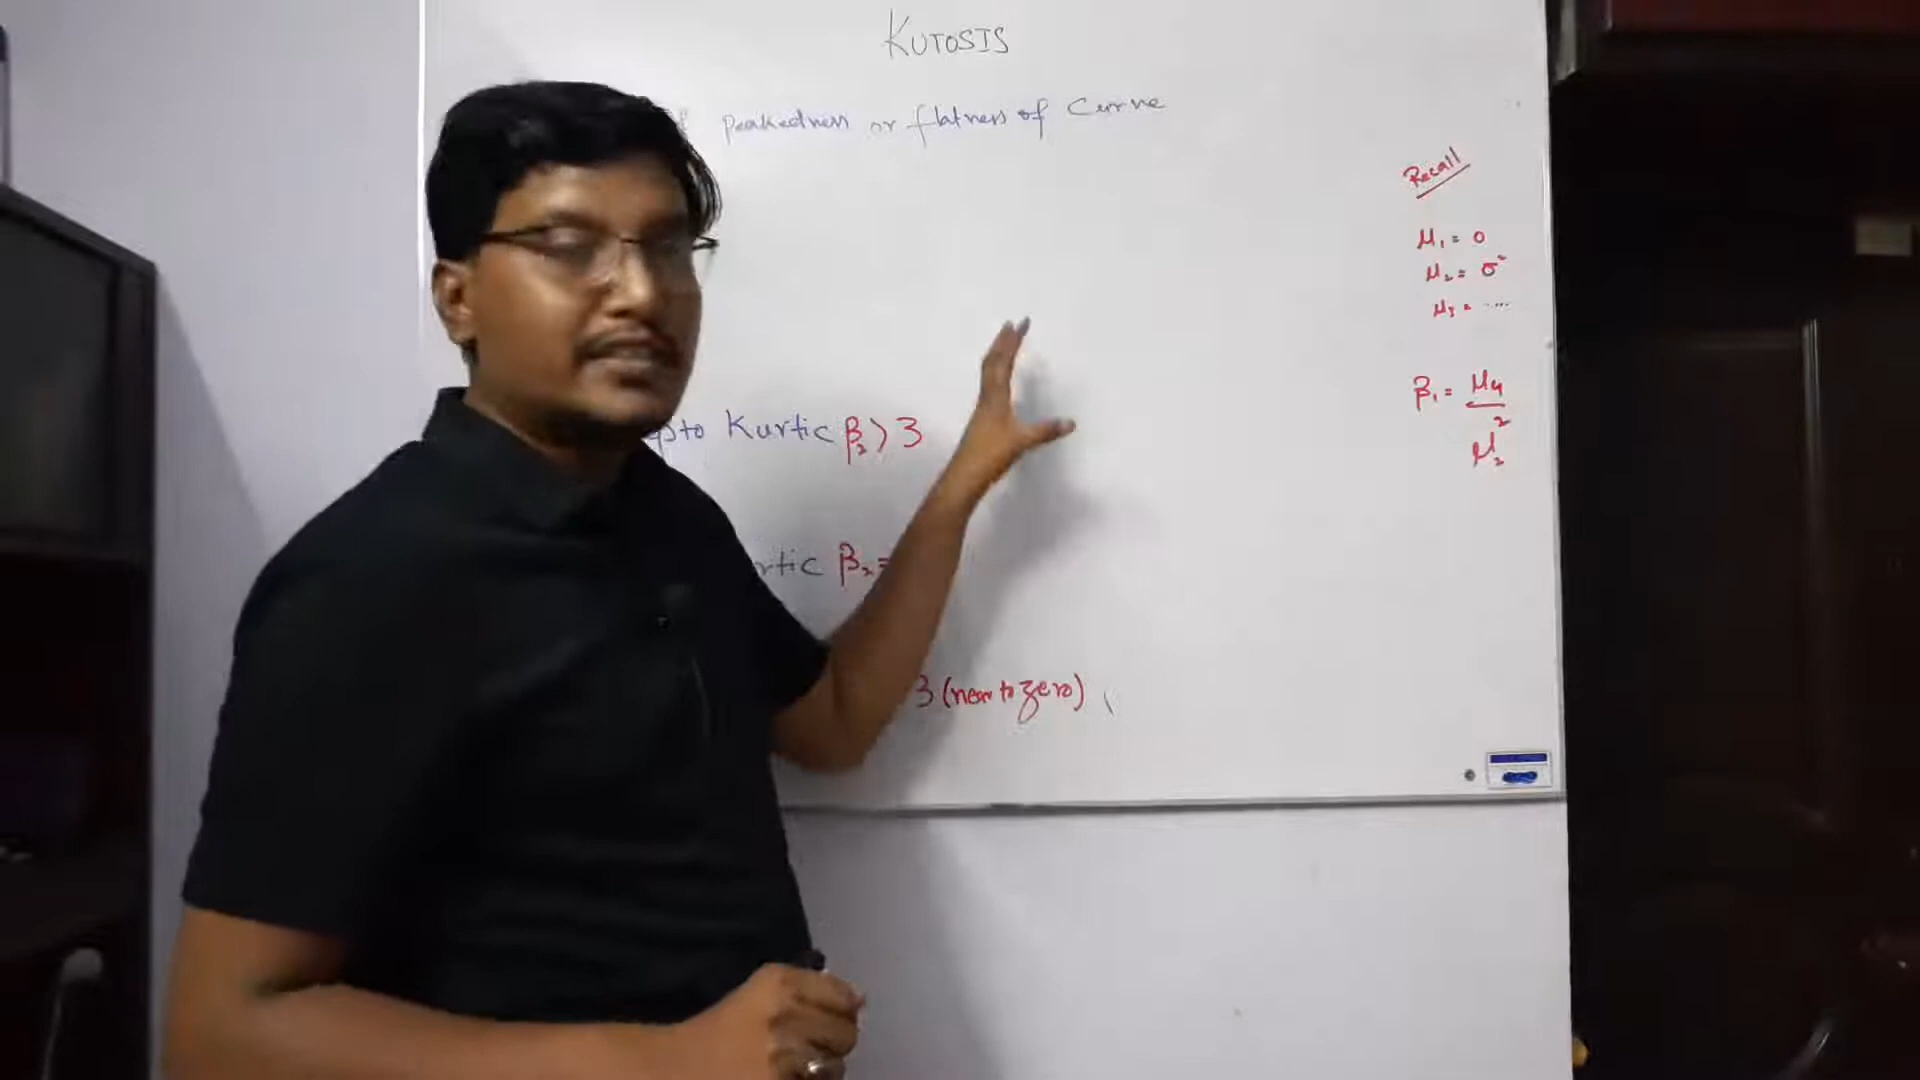 KUTOSIS
Peakedness or flatness of Curve
Recall
μ₁ = 0
μ₂ = σ²
μ₃ = ....
β₁ = μ₄
μ₂²
Kurtic β₂ > 3
β₂ =
3 (near to zero)